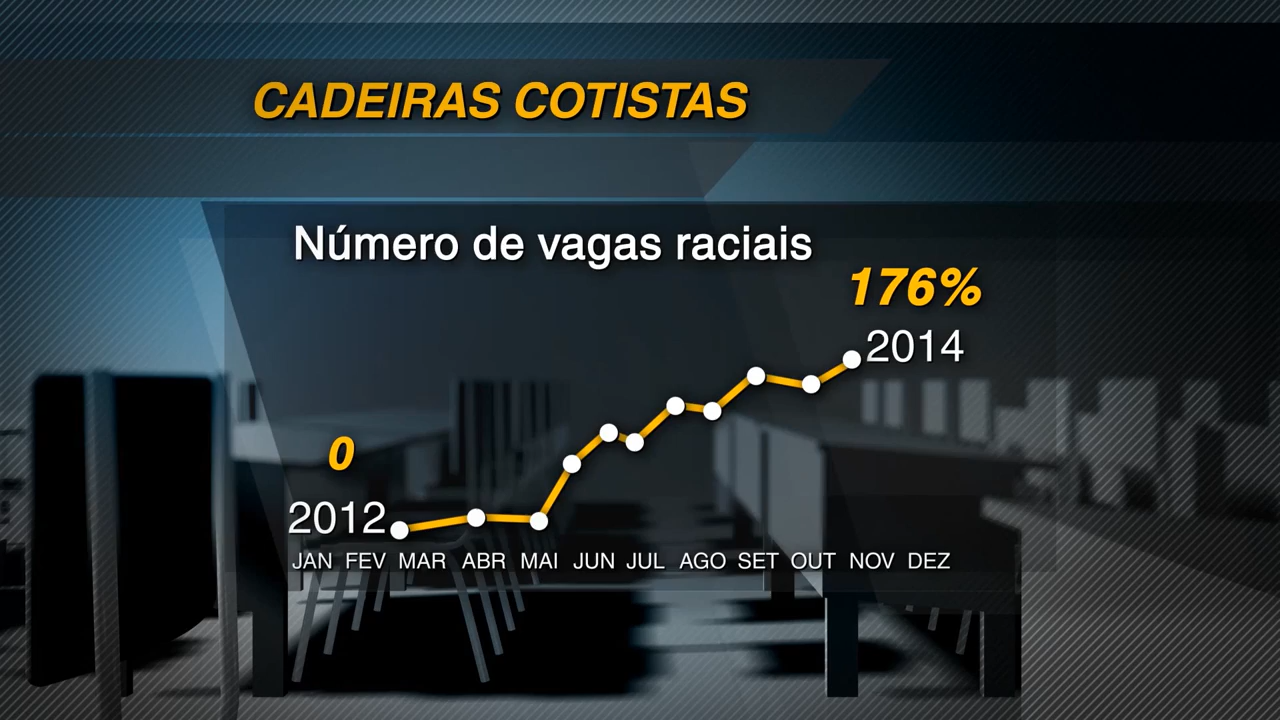 CADEIRAS COTISTAS
Número de vagas raciais
176%
2014
0
2012
JAN FEV MAR ABR MAI JUN JUL AGO SET OUT NOV DEZ